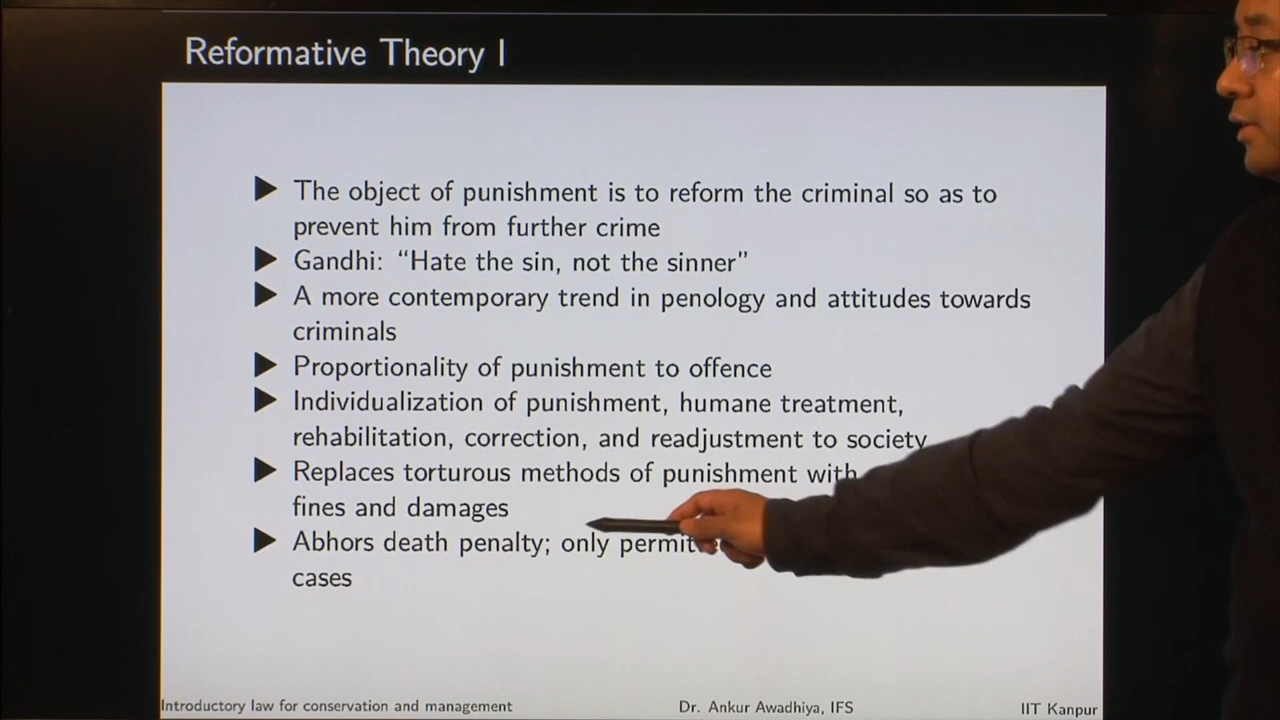 Reformative Theory I
▶ The object of punishment is to reform the criminal so as to
prevent him from further crime
▶ Gandhi: “Hate the sin, not the sinner”
▶ A more contemporary trend in penology and attitudes towards
criminals
▶ Proportionality of punishment to offence
▶ Individualization of punishment, humane treatment,
rehabilitation, correction, and readjustment to society
▶ Replaces torturous methods of punishment with
fines and damages
▶ Abhors death penalty; only
cases
Introductory law for conservation and management Dr. Ankur Awadhiya, IFS IIT Kanpur